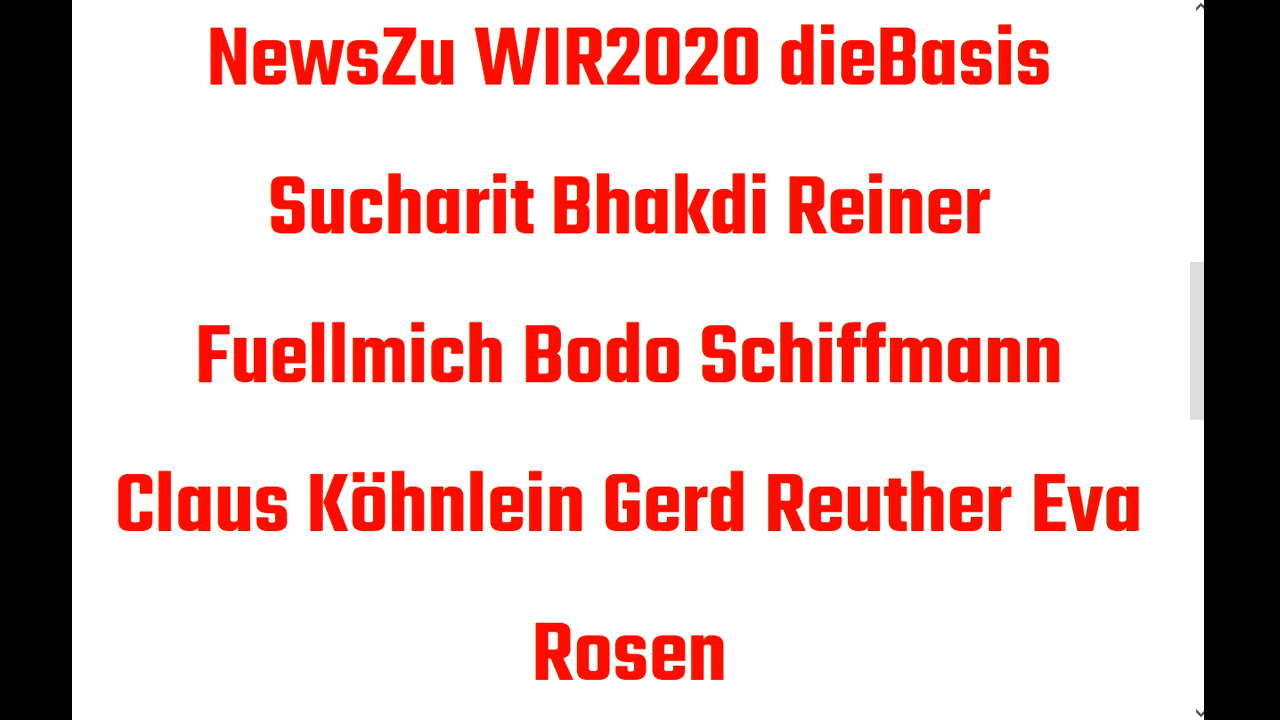 NewsZu WIR2020 dieBasis
Sucharit Bhakdi Reiner
Fuellmich Bodo Schiffmann
Claus Köhnlein Gerd Reuther Eva
Rosen